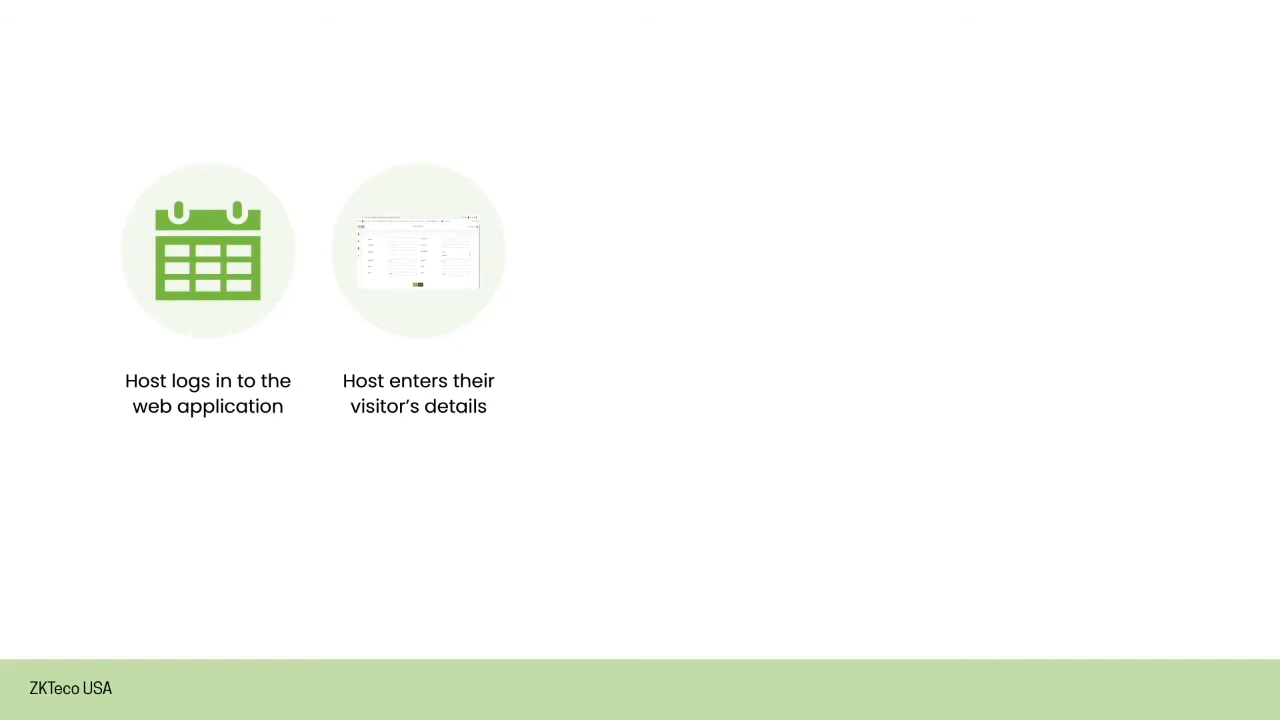 Host logs in to the
web application
Host enters their
visitor’s details
ZKTeco USA